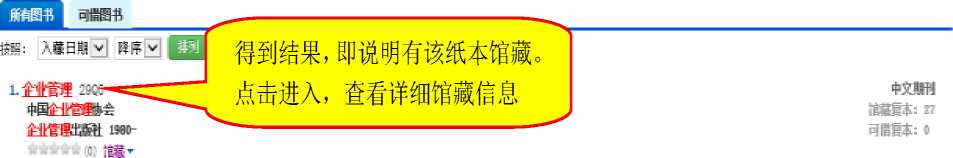 所有图书 可借图书
按照: 入藏日期 降序 排列
得到结果，即说明有该纸本馆藏。
点击进入，查看详细馆藏信息
1. 企业管理 中文期刊
中国企业管理协会 馆藏复本: 27
企业管理出版社 1980- 可借复本: 0
(0) 馆藏